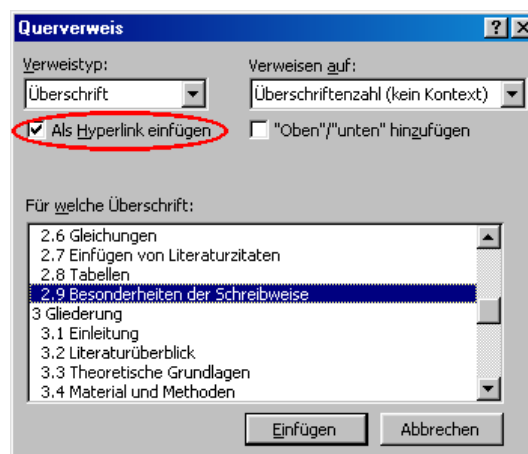 Querverweis
Verweistyp: Verweisen auf:
Überschrift Überschriftenzahl (kein Kontext)
Als Hyperlink einfügen "Oben"/"unten" hinzufügen
Für welche Überschrift:
2.6 Gleichungen
2.7 Einfügen von Literaturzitaten
2.8 Tabellen
2.9 Besonderheiten der Schreibweise
3 Gliederung
3.1 Einleitung
3.2 Literaturüberblick
3.3 Theoretische Grundlagen
3.4 Material und Methoden
Einfügen Abbrechen